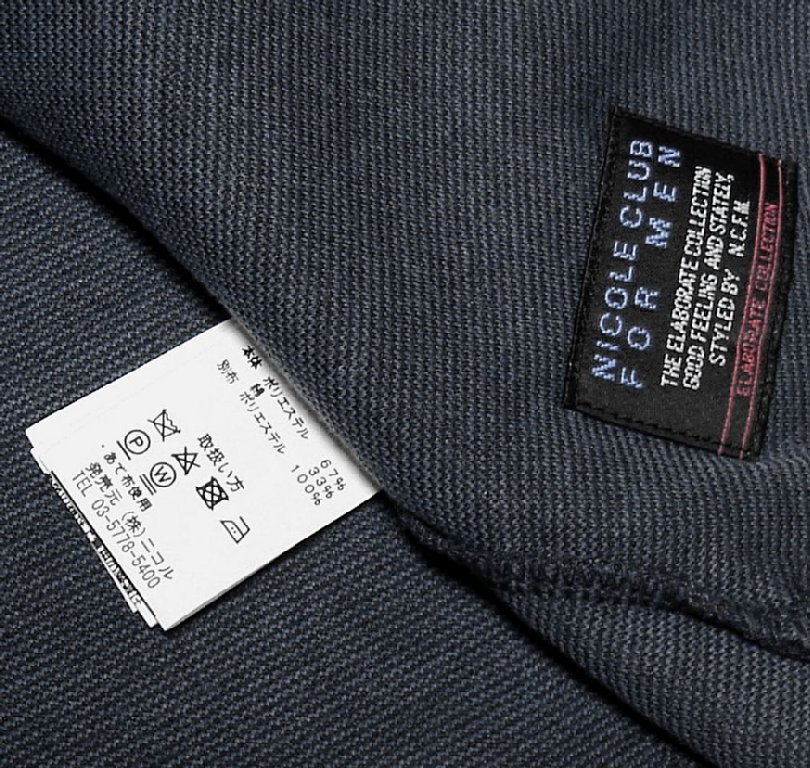 NICOLE CLUB
FOR MEN
THE ELABORATE COLLECTION
GOOD FEELING AND STATELY,
STYLED BY N.C.F.M.
ELABORATE COLLECTION
本体 ポリエステル 67%
綿 33%
別布 ポリエステル 100%
取扱い方
P W
・あて布使用
発売元 (株)ニコル
TEL 03-5778-5400